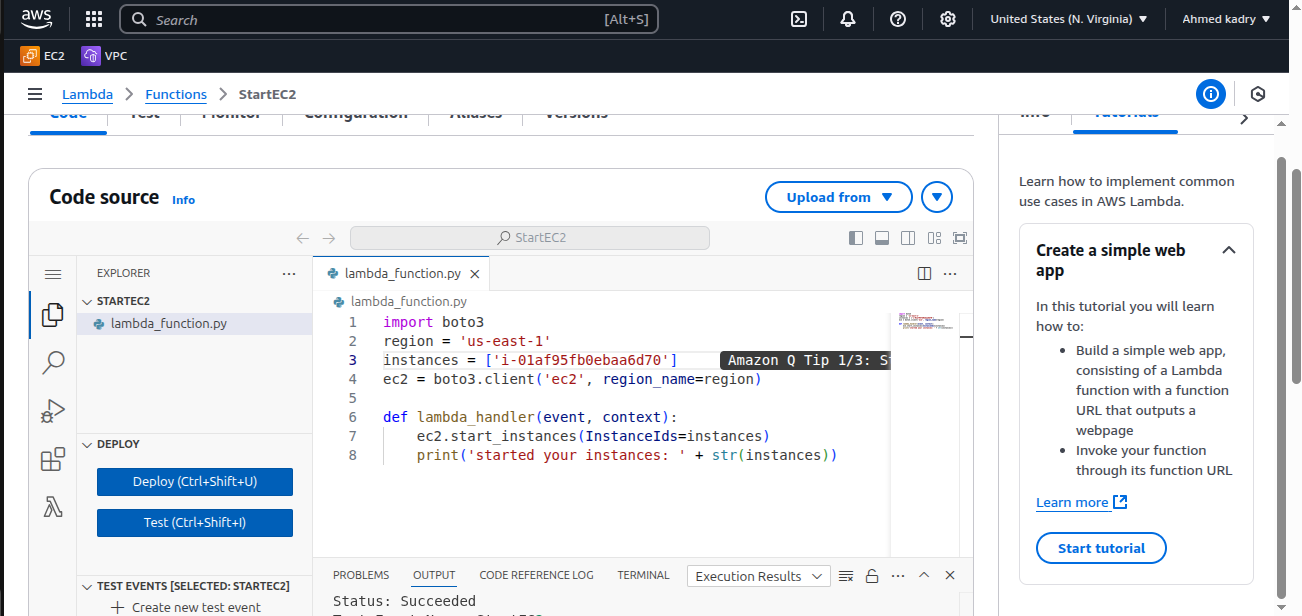 aws
Search [Alt+S]
United States (N. Virginia)
Ahmed kadry
EC2
VPC
Lambda
Functions
StartEC2
Code
Test
Monitor
Configuration
Aliases
Versions
Info
Tutorials
Code source
Info
Upload from
StartEC2
EXPLORER
STARTEC2
lambda_function.py
DEPLOY
Deploy (Ctrl+Shift+U)
Test (Ctrl+Shift+I)
TEST EVENTS [SELECTED: STARTEC2]
Create new test event
lambda_function.py
lambda_function.py
1 import boto3
2 region = 'us-east-1'
3 instances = ['i-01af95fb0ebaa6d70'] Amazon Q Tip 1/3: S
4 ec2 = boto3.client('ec2', region_name=region)
5
6 def lambda_handler(event, context):
7 ec2.start_instances(InstanceIds=instances)
8 print('started your instances: ' + str(instances))
PROBLEMS
OUTPUT
CODE REFERENCE LOG
TERMINAL
Execution Results
Status: Succeeded
Learn how to implement common
use cases in AWS Lambda.
Create a simple web
app
In this tutorial you will learn
how to:
• Build a simple web app,
consisting of a Lambda
function with a function
URL that outputs a
webpage
• Invoke your function
through its function URL
Learn more
Start tutorial